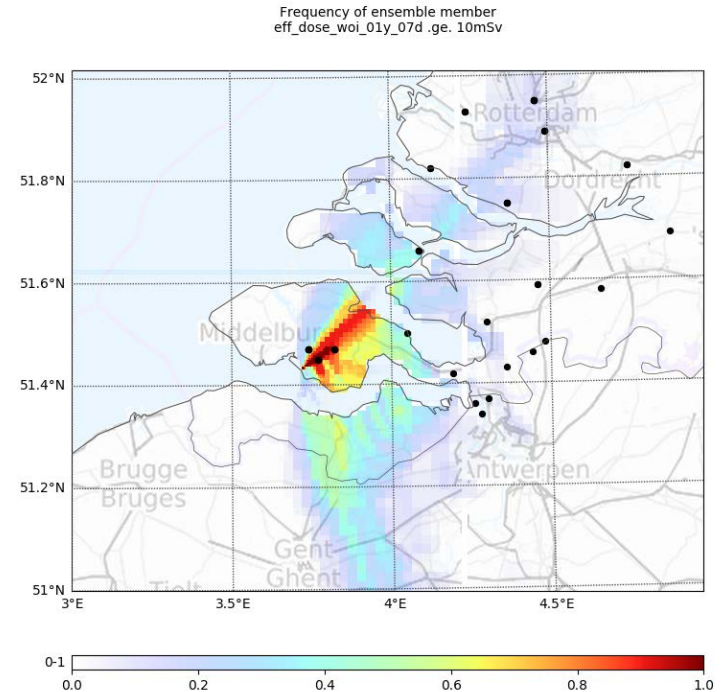 Frequency of ensemble member
eff_dose_woi_01y_07d .ge. 10mSv
52°N
51.8°N
51.6°N
51.4°N
51.2°N
51°N
3°E
3.5°E
4°E
4.5°E
Rotterdam
Dordrecht
Middelbur
Brugge
Bruges
Antwerpen
Gent
Ghent
0-1
0.0
0.2
0.4
0.6
0.8
1.0